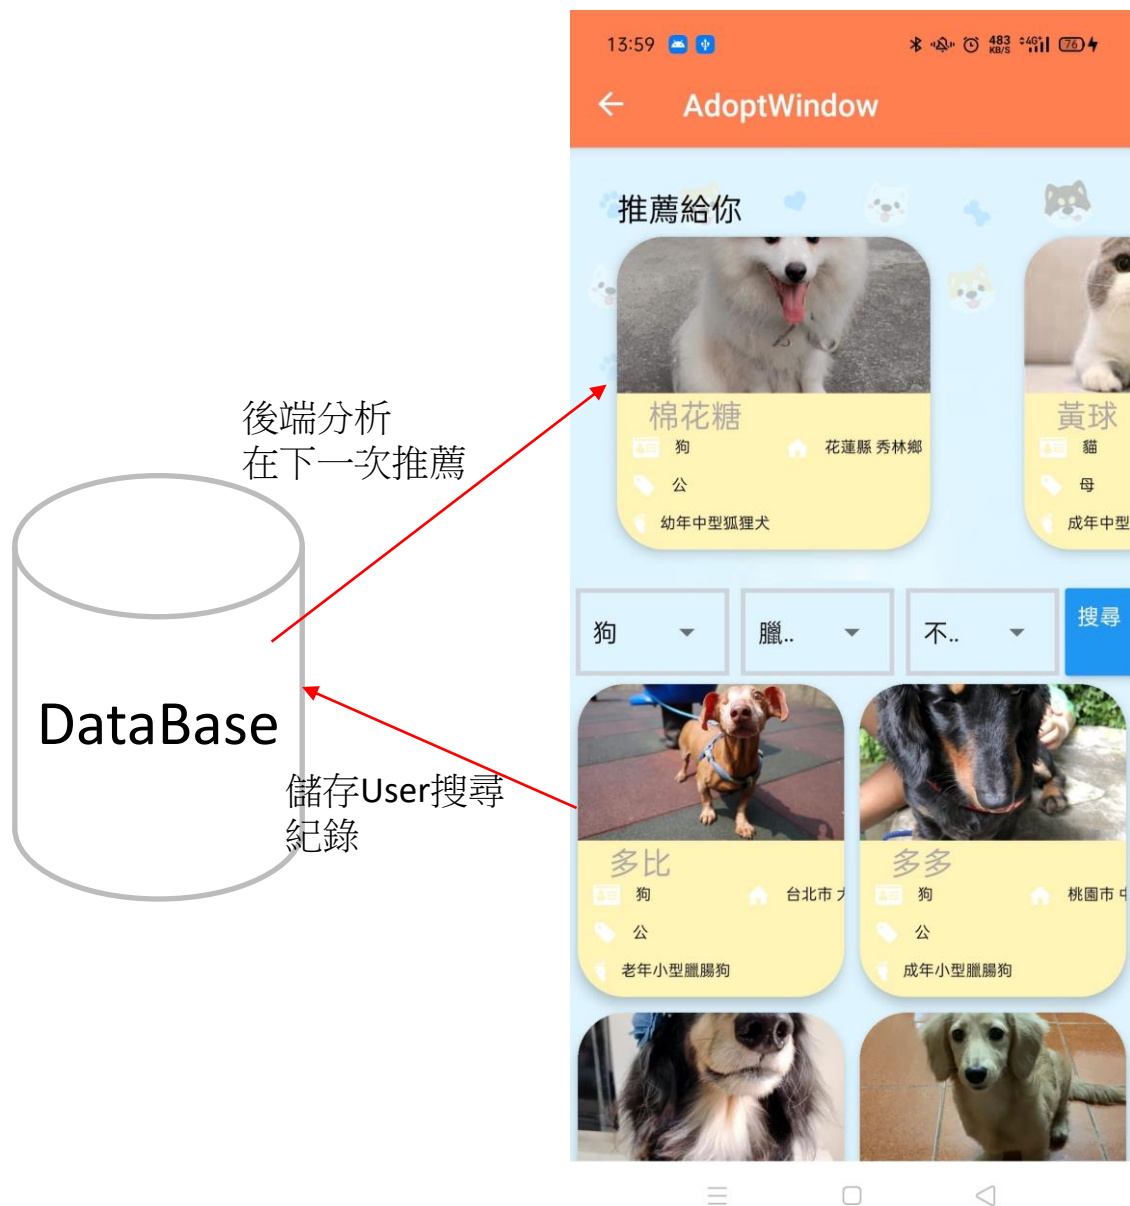 13:59
483
KB/S
4G+
76
AdoptWindow
推薦給你
棉花糖
狗
花蓮縣 秀林鄉
公
幼年中型狐狸犬
黃球
貓
母
成年中型
後端分析
在下一次推薦
DataBase
儲存User搜尋
紀錄
狗
臘..
不..
搜尋
多比
狗
台北市
公
老年小型臘腸狗
多多
狗
桃園市
公
成年小型臘腸狗